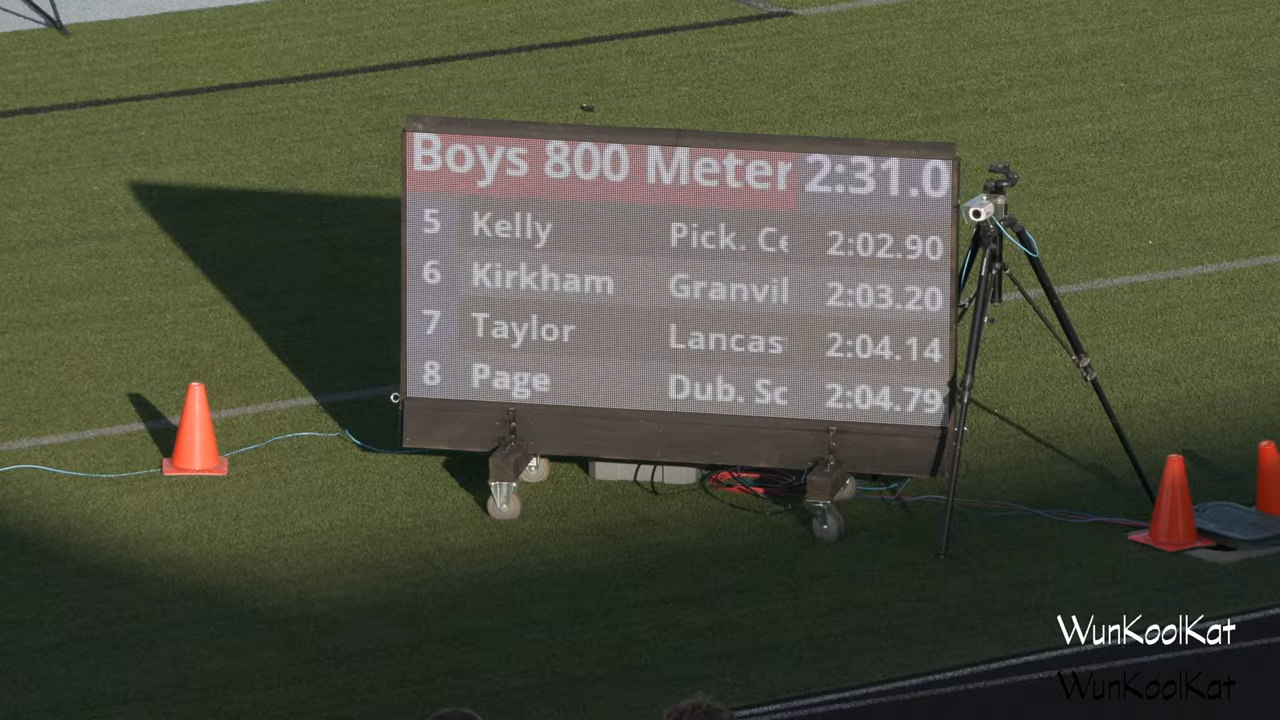 Boys 800 Meter 2:31.0
5 Kelly Pick. Ce 2:02.90
6 Kirkham Granvil 2:03.20
7 Taylor Lancas 2:04.14
8 Page Dub. Sc 2:04.79
WunKoolKat
WunKoolKat